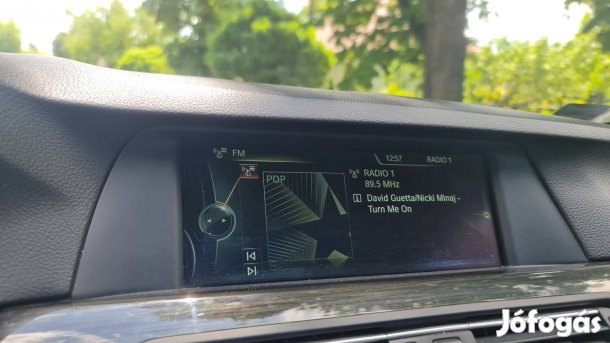 FM
12:57 RADIO 1
POP
RADIO 1
89.5 MHz
David Guetta/Nicki Minaj -
Turn Me On
Jófogás